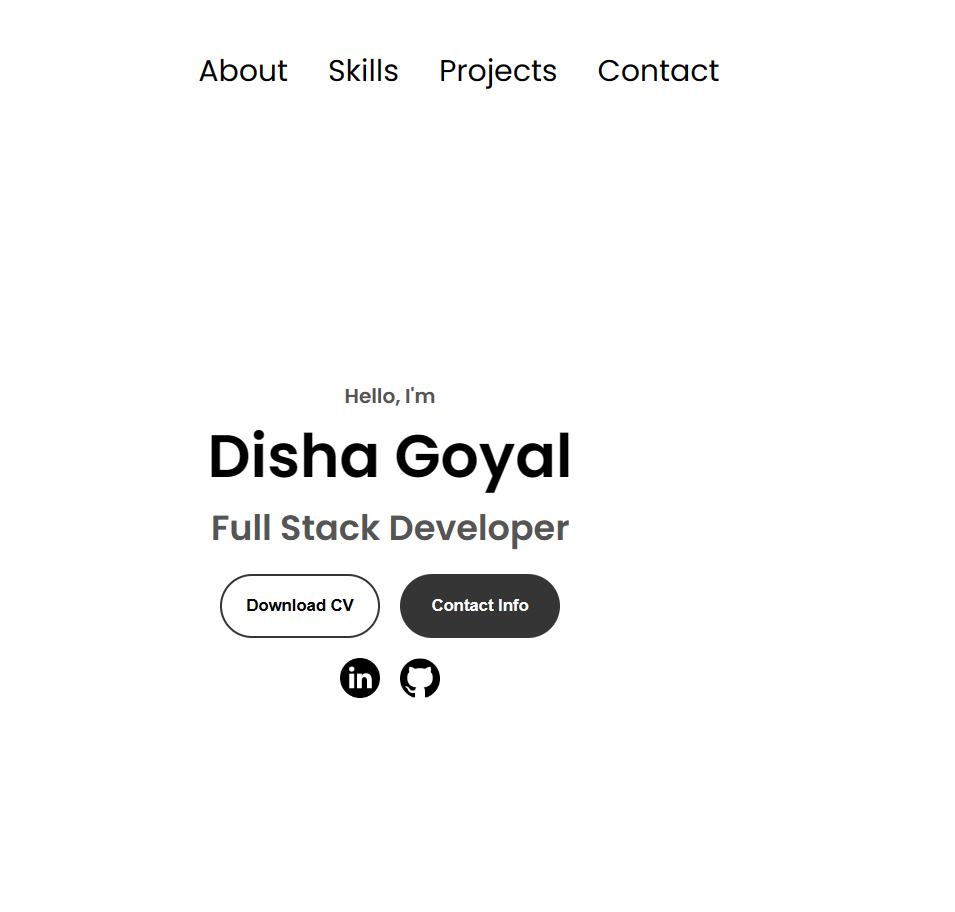 About Skills Projects Contact
Hello, I'm
Disha Goyal
Full Stack Developer
Download CV Contact Info
in